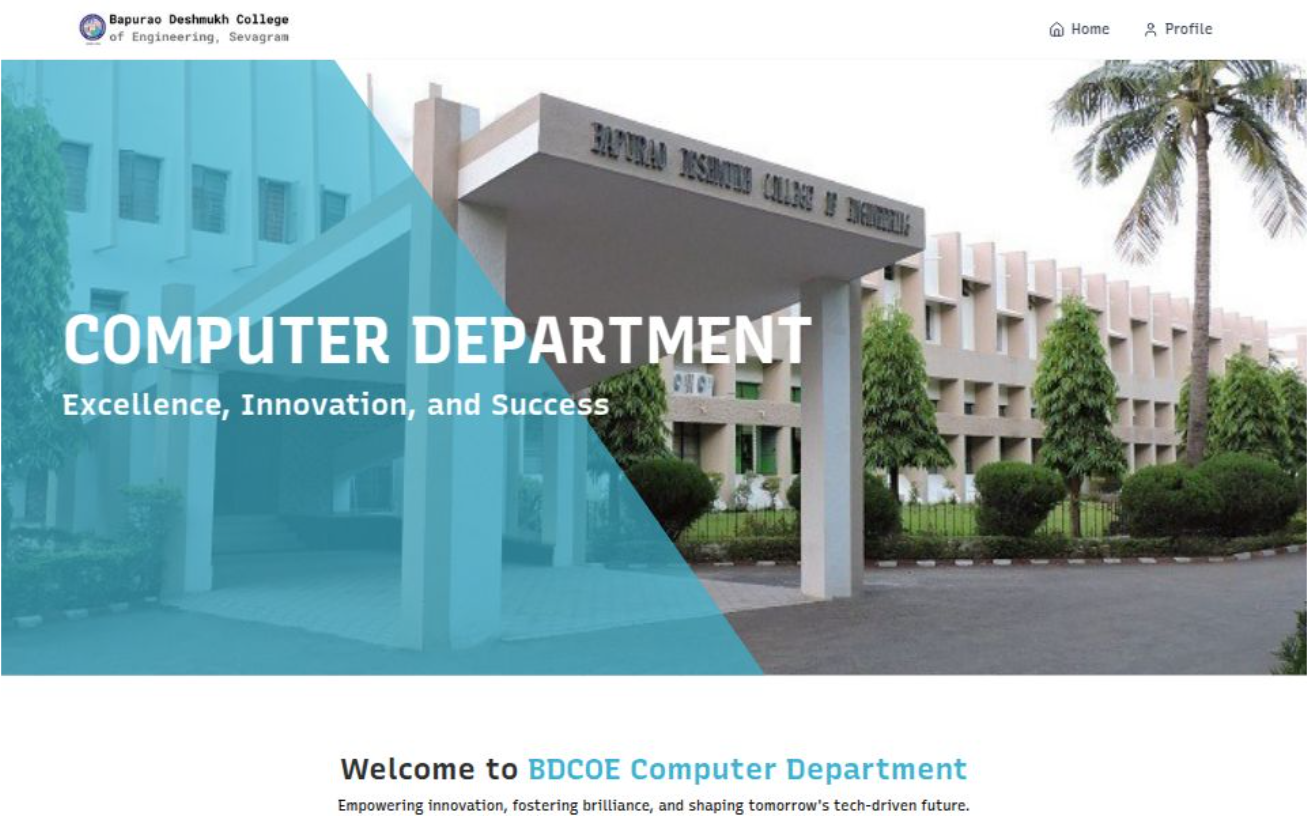 Bapurao Deshmukh College
of Engineering, Sevagram
Home
Profile
BAPURAO DESHMUKH COLLEGE OF ENGINEERING
COMPUTER DEPARTMENT
Excellence, Innovation, and Success
Welcome to BDCOE Computer Department
Empowering innovation, fostering brilliance, and shaping tomorrow's tech-driven future.